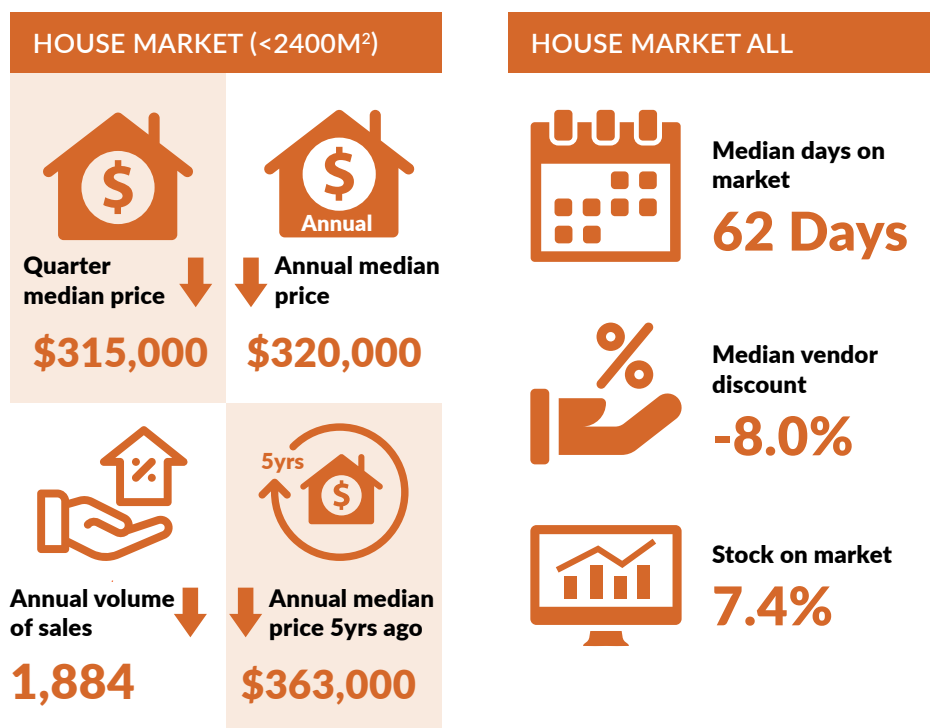 HOUSE MARKET (<2400M²)
$
Quarter
median price
$315,000
$
Annual
Annual median
price
$320,000
%
Annual volume
of sales
1,884
5yrs
$
Annual median
price 5yrs ago
$363,000
HOUSE MARKET ALL
Median days on
market
62 Days
%
Median vendor
discount
-8.0%
Stock on market
7.4%